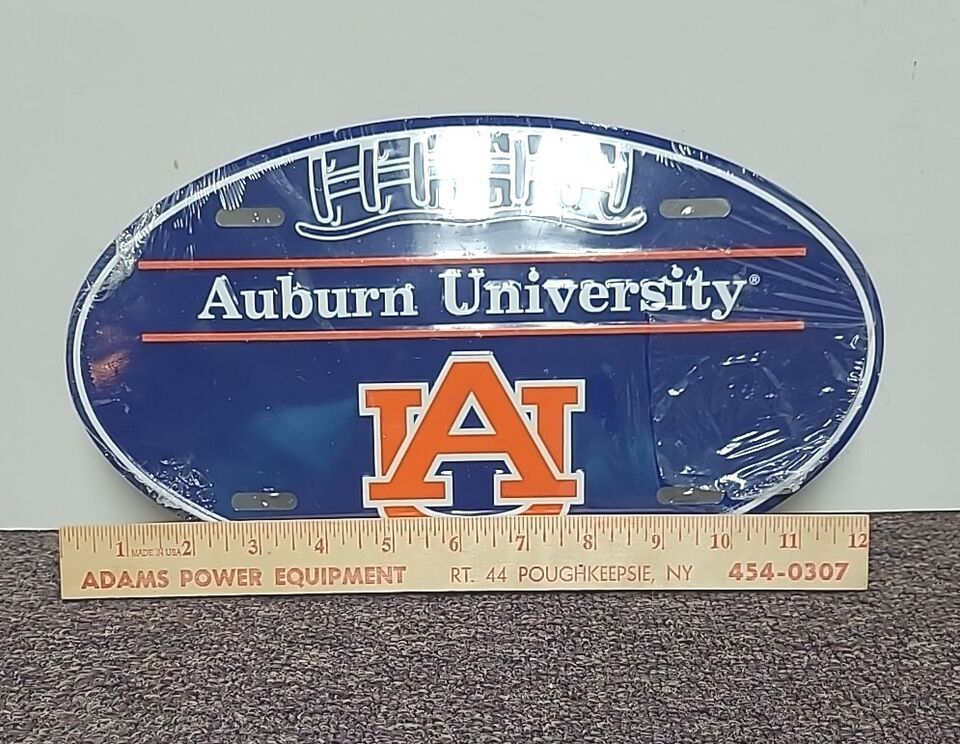 Auburn University®
AU
1 MADE IN USA 2 3 4 5 6 7 8 9 10 11 12
ADAMS POWER EQUIPMENT RT. 44 POUGHKEEPSIE, NY 454-0307